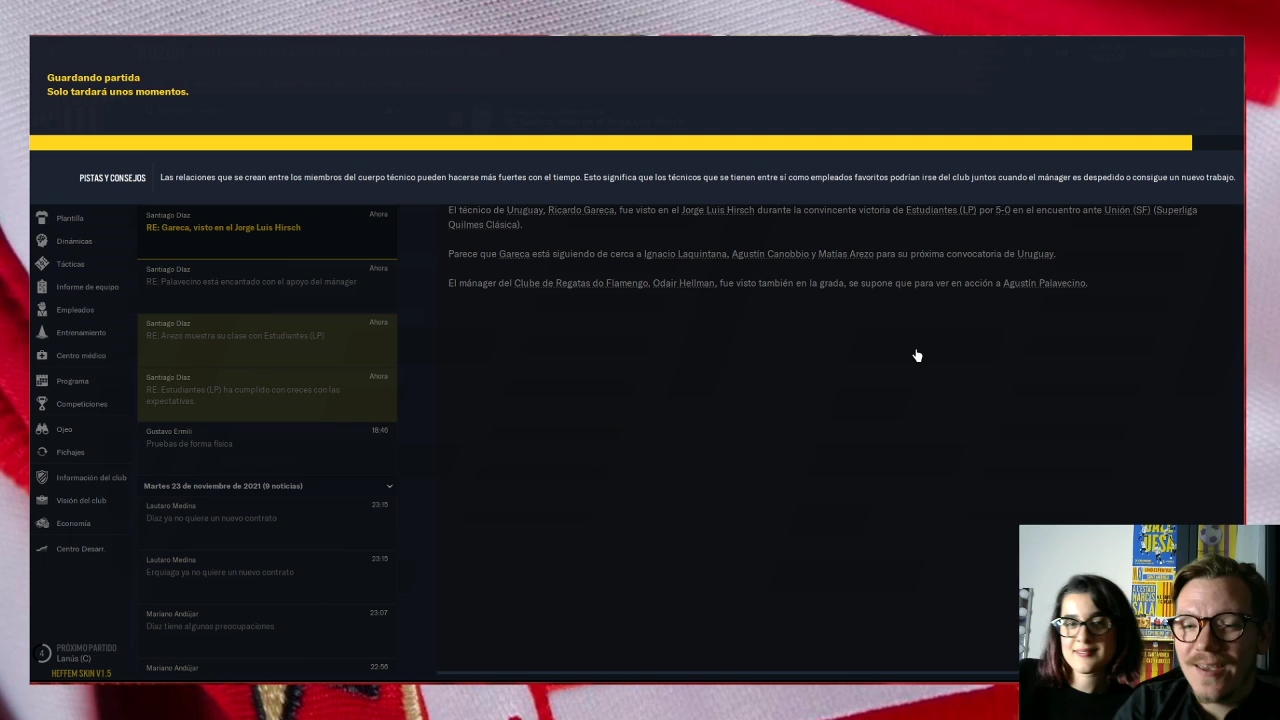 Guardando partida
Solo tardará unos momentos.
PISTAS Y CONSEJOS
Las relaciones que se crean entre los miembros del cuerpo técnico pueden hacerse más fuertes con el tiempo. Esto significa que los técnicos que se tienen entre sí como empleados favoritos podrían irse del club juntos cuando el mánager es despedido o consigue un nuevo trabajo.
Plantilla
Dinámicas
Tácticas
Informe de equipo
Empleados
Entrenamiento
Centro médico
Programa
Competiciones
Ojeo
Fichajes
Información del club
Visión del club
Economía
Centro Desarr.
4
PRÓXIMO PARTIDO
Lanús (C)
HEFFEM SKIN V1.5
Santiago Díaz Ahora
RE: Gareca, visto en el Jorge Luis Hirsch
Santiago Díaz Ahora
RE: Palavecino está encantado con el apoyo del mánager
Santiago Díaz Ahora
RE: Arezo muestra su clase con Estudiantes (LP)
Santiago Díaz Ahora
RE: Estudiantes (LP) ha cumplido con creces con las
expectativas.
Gustavo Ermili 18:46
Pruebas de forma física
Martes 23 de noviembre de 2021 (9 noticias)
Lautaro Medina 23:15
Díaz ya no quiere un nuevo contrato
Lautaro Medina 23:15
Erquiaga ya no quiere un nuevo contrato
Mariano Andújar 23:07
Díaz tiene algunas preocupaciones
Mariano Andújar 22:56
El técnico de Uruguay, Ricardo Gareca, fue visto en el Jorge Luis Hirsch durante la convincente victoria de Estudiantes (LP) por 5-0 en el encuentro ante Unión (SF) (Superliga
Quilmes Clásica).
Parece que Gareca está siguiendo de cerca a Ignacio Laquintana, Agustín Canobbio y Matías Arezo para su próxima convocatoria de Uruguay.
El mánager del Clube de Regatas do Flamengo, Odair Hellman, fue visto también en la grada, se supone que para ver en acción a Agustín Palavecino.